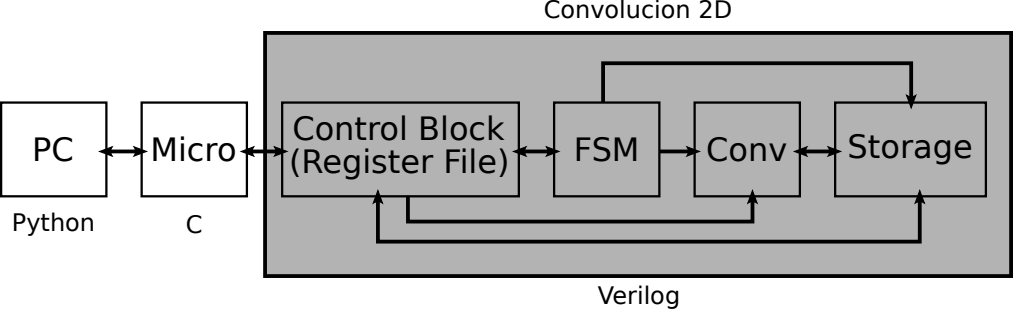 Convolucion 2D
PC
Micro
Control Block
(Register File)
FSM
Conv
Storage
Python
C
Verilog